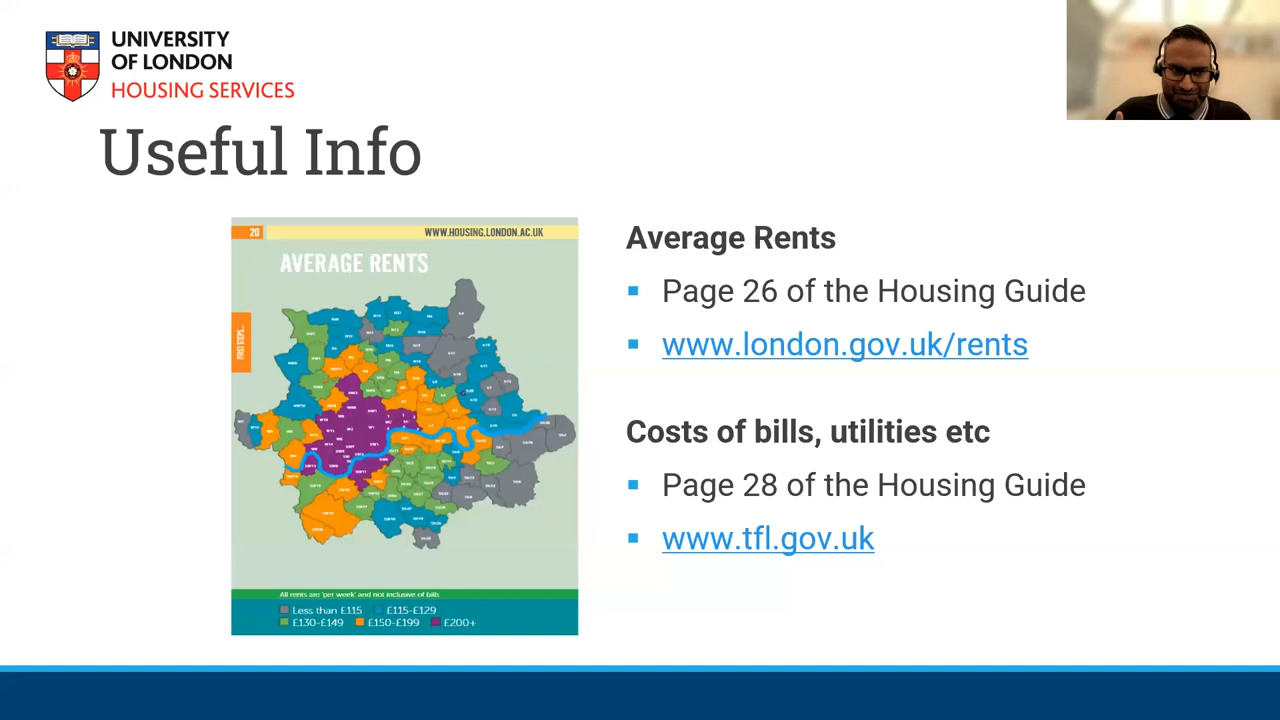 UNIVERSITY
OF LONDON
HOUSING SERVICES
Useful Info
20
WWW.HOUSING.LONDON.AC.UK
AVERAGE RENTS
FIRST STEPS...
All rents are 'per week' and not inclusive of bills
Less than £115
£115-£129
£130-£149
£150-£199
£200+
Average Rents
Page 26 of the Housing Guide
www.london.gov.uk/rents
Costs of bills, utilities etc
Page 28 of the Housing Guide
www.tfl.gov.uk